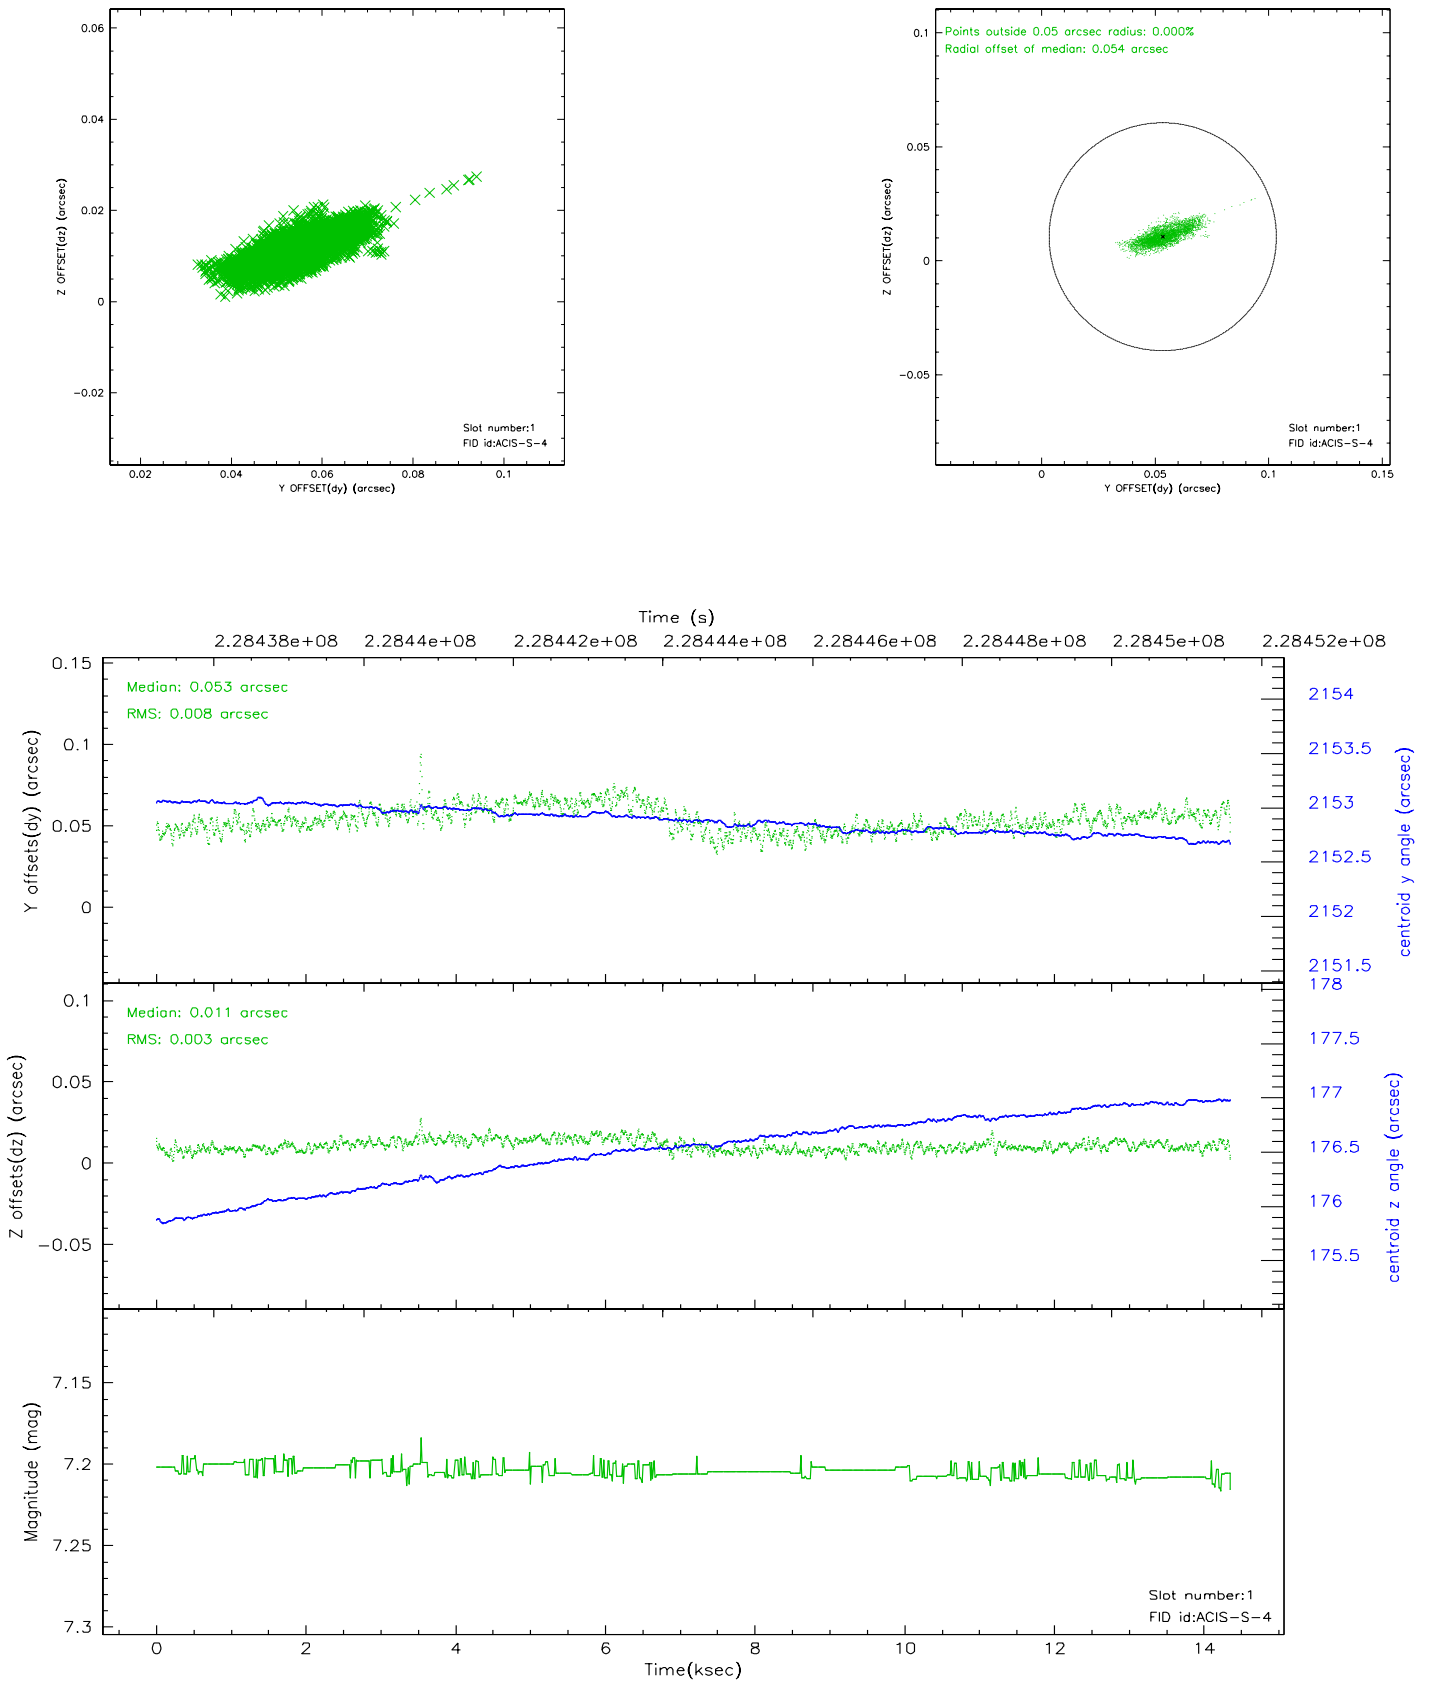 0.06
0.04
0.02
0
−0.02
Z OFFSET(dz) (arcsec)
Slot number:1
FID id:ACIS−S−4
0.02 0.04 0.06 0.08 0.1
Y OFFSET(dy) (arcsec)
Points outside 0.05 arcsec radius: 0.000%
Radial offset of median: 0.054 arcsec
0.1
0.05
0
−0.05
Z OFFSET(dz) (arcsec)
Slot number:1
FID id:ACIS−S−4
0 0.05 0.1 0.15
Y OFFSET(dy) (arcsec)
Time (s)
2.28438e+08 2.2844e+08 2.28442e+08 2.28444e+08 2.28446e+08 2.28448e+08 2.2845e+08 2.28452e+08
Median: 0.053 arcsec
RMS: 0.008 arcsec
0.15
0.1
0.05
0
Y offsets(dy) (arcsec)
2154
2153.5
2153
2152.5
2152
2151.5
centroid y angle (arcsec)
Median: 0.011 arcsec
RMS: 0.003 arcsec
0.1
0.05
0
−0.05
Z offsets(dz) (arcsec)
178
177.5
177
176.5
176
175.5
centroid z angle (arcsec)
7.15
7.2
7.25
7.3
Magnitude (mag)
Slot number:1
FID id:ACIS−S−4
0 2 4 6 8 10 12 14
Time(ksec)